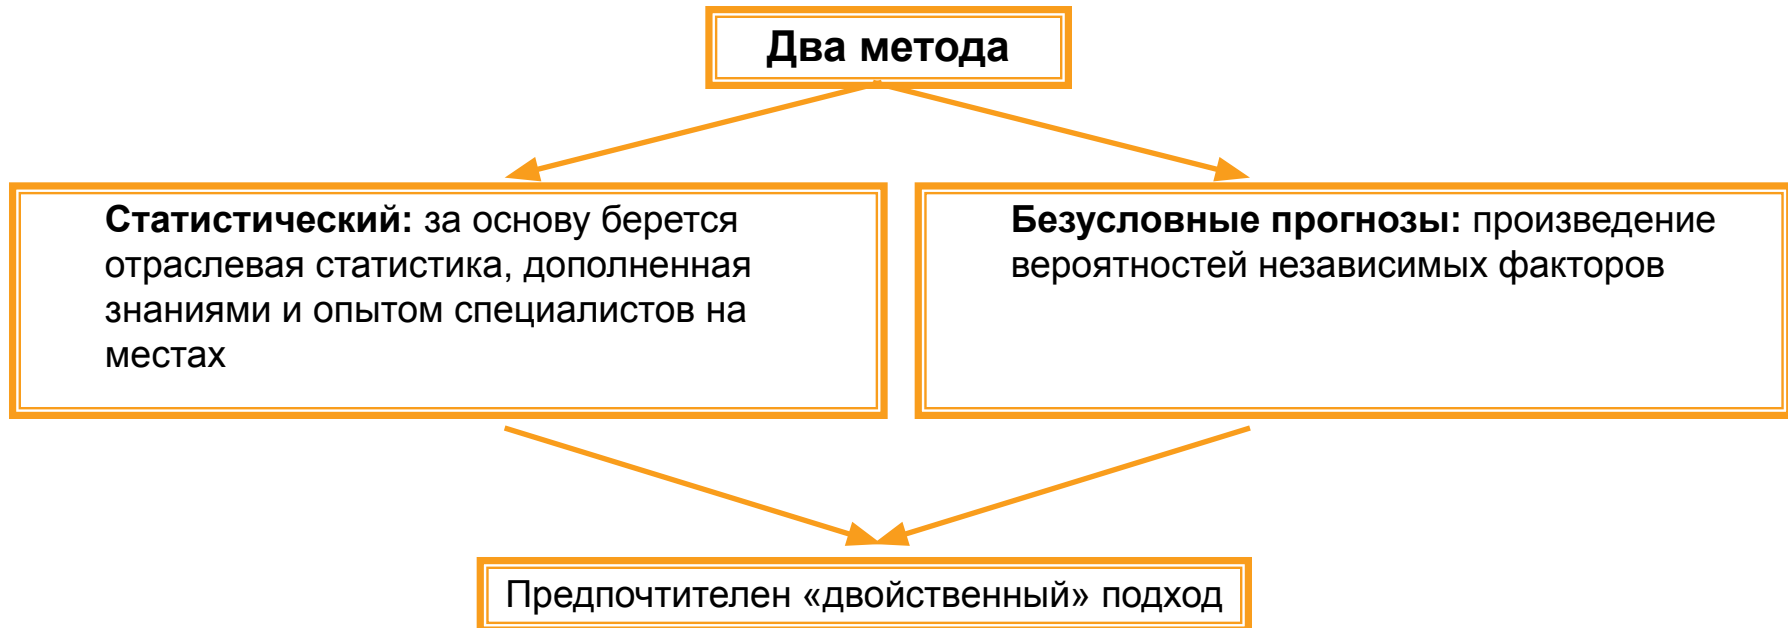 Два метода
Статистический: за основу берется
отраслевая статистика, дополненная
знаниями и опытом специалистов на
местах
Безусловные прогнозы: произведение
вероятностей независимых факторов
Предпочтителен «двойственный» подход